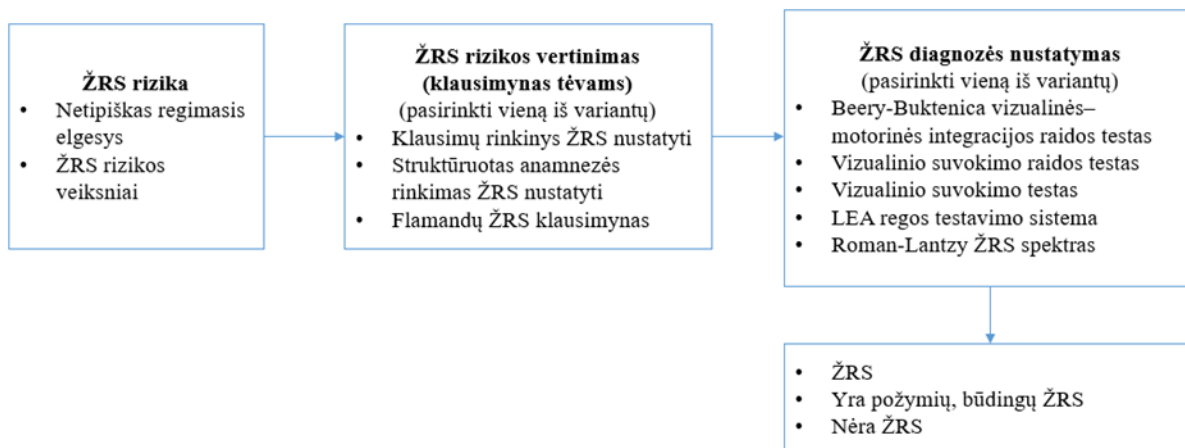 ŽRS rizika
• Netipiškas regimasis
elgesys
• ŽRS rizikos
veiksniai
ŽRS rizikos vertinimas
(klausimynas tėvams)
(pasirinkti vieną iš variantų)
• Klausimų rinkinys ŽRS nustatyti
• Struktūruotas anamnezės
rinkimas ŽRS nustatyti
• Flamandų ŽRS klausimynas
ŽRS diagnozės nustatymas
(pasirinkti vieną iš variantų)
• Beery-Buktenica vizualinės–
motorinės integracijos raidos testas
• Vizualinio suvokimo raidos testas
• Vizualinio suvokimo testas
• LEA regos testavimo sistema
• Roman-Lantzy ŽRS spektras
• ŽRS
• Yra požymių, būdingų ŽRS
• Nėra ŽRS